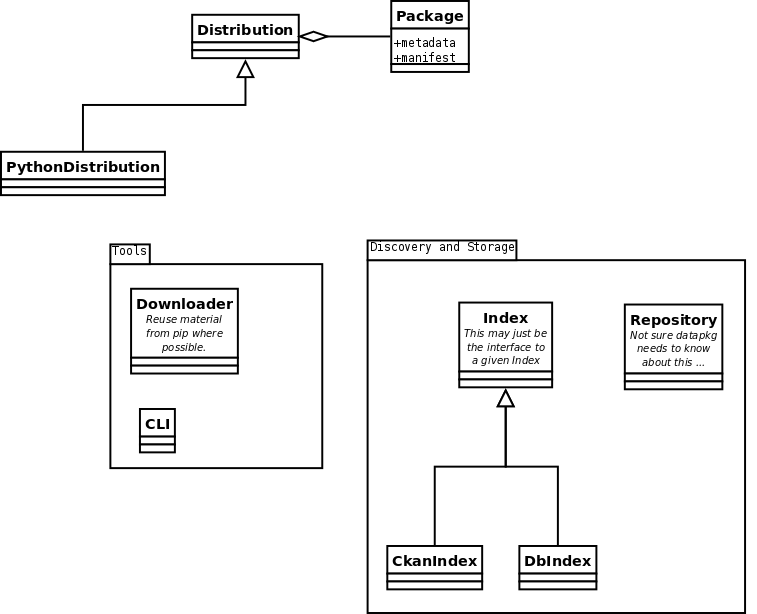 Distribution
Package
+metadata
+manifest
PythonDistribution
Tools
Downloader
Reuse material
from pip where
possible.
CLI
Discovery and Storage
Index
This may just be
the interface to
a given Index
Repository
Not sure datapkg
needs to know
about this ...
CkanIndex
DbIndex